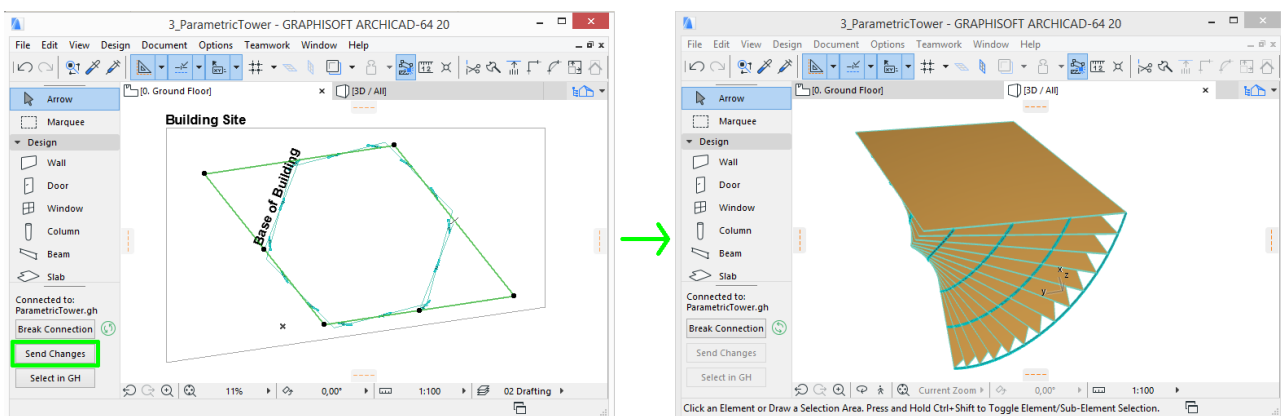 3_ParametricTower - GRAPHISOFT ARCHICAD-64 20
File Edit View Design Document Options Teamwork Window Help
[0. Ground Floor]
[3D / All]
Arrow
Marquee
Design
Wall
Door
Window
Column
Beam
Slab
Connected to:
ParametricTower.gh
Break Connection
Send Changes
Select in GH
Building Site
Base of Building
11%
0,00°
1:100
02 Drafting
3_ParametricTower - GRAPHISOFT ARCHICAD-64 20
File Edit View Design Document Options Teamwork Window Help
[0. Ground Floor]
[3D / All]
Arrow
Marquee
Design
Wall
Door
Window
Column
Beam
Slab
Connected to:
ParametricTower.gh
Break Connection
Send Changes
Select in GH
x
z
y
Current Zoom
0,00°
1:100
Click an Element or Draw a Selection Area. Press and Hold Ctrl+Shift to Toggle Element/Sub-Element Selection.